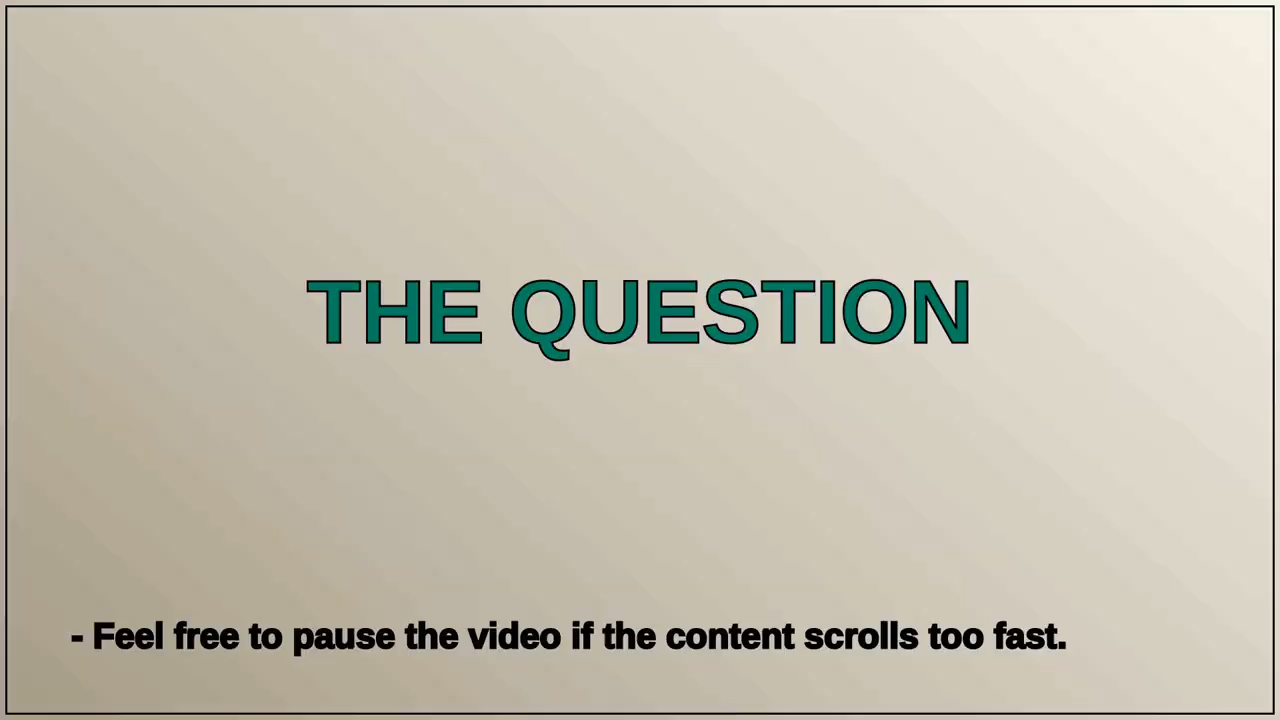 THE QUESTION
- Feel free to pause the video if the content scrolls too fast.